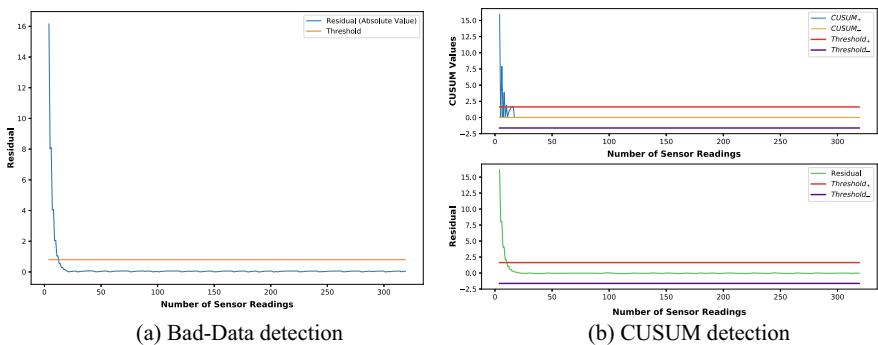 16
14
12
10
8
6
4
2
0
Residual
0 50 100 150 200 250 300
Number of Sensor Readings
Residual (Absolute Value)
Threshold
(a) Bad-Data detection
15.0
12.5
10.0
7.5
5.0
2.5
0.0
−2.5
CUSUM Values
0 50 100 150 200 250 300
Number of Sensor Readings
CUSUM+
CUSUM−
Threshold+
Threshold−
15.0
12.5
10.0
7.5
5.0
2.5
0.0
−2.5
Residual
0 50 100 150 200 250 300
Number of Sensor Readings
Residual
Threshold+
Threshold−
(b) CUSUM detection